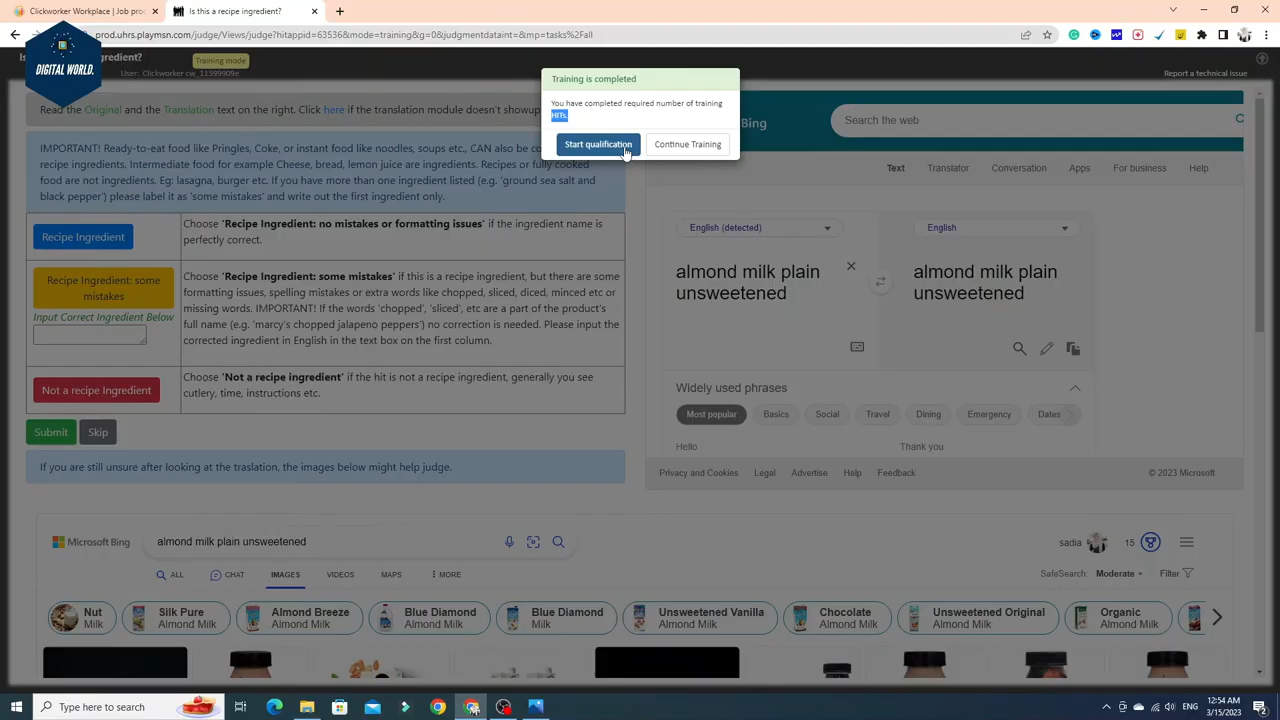 Clickworker | Worker Job prov
Is this a recipe ingredient?
prod.uhrs.playmsn.com/judge/Views/judge?hitappid=63536&mode=training&g=0&judgmentdataint=&mp=tasks%2Fall
DIGITAL WORLD.
ngredient?
Training mode
User: Clickworker cw_11599909e
Report a technical issue
Training is completed
You have completed required number of training
HITs.
Start qualification
Continue Training
Read the Original and the Translation text on the right. Click here if the translation module doesn't
IMPORTANT! Ready-to-eat food like Pringles, Coke, or instant food like noodles, soups etc., CAN also be
recipe ingredients. Intermediate food for example Cheese, bread, lemon juice are ingredients. Recipes or fully cooked
food are not ingredients. Eg: lasagna, burger etc. If you have more than one ingredient listed (e.g. 'ground sea salt and
black pepper') please label it as 'some mistakes' and write out the first ingredient only.
Recipe Ingredient
Choose 'Recipe Ingredient: no mistakes or formatting issues' if the ingredient name is
perfectly correct.
Recipe Ingredient: some
mistakes
Input Correct Ingredient Below
Choose 'Recipe Ingredient: some mistakes' if this is a recipe ingredient, but there are some
formatting issues, spelling mistakes or extra words like chopped, sliced, diced, minced etc or
missing words. IMPORTANT! If the words 'chopped', 'sliced', etc are a part of the product's
full name (e.g. 'marcy's chopped jalapeno peppers') no correction is needed. Please input the
corrected ingredient in English in the text box on the first column.
Not a recipe Ingredient
Choose 'Not a recipe ingredient' if the hit is not a recipe ingredient, generally you see
cutlery, time, instructions etc.
Submit
Skip
If you are still unsure after looking at the traslation, the images below might help judge.
Bing
Search the web
Text
Translator
Conversation
Apps
For business
Help
English (detected)
English
almond milk plain
unsweetened
almond milk plain
unsweetened
Widely used phrases
Most popular
Basics
Social
Travel
Dining
Emergency
Dates
Hello
Thank you
Privacy and Cookies
Legal
Advertise
Help
Feedback
© 2023 Microsoft
Microsoft Bing
almond milk plain unsweetened
sadia
15
ALL
CHAT
IMAGES
VIDEOS
MAPS
MORE
SafeSearch:
Moderate
Filter
Nut
Milk
Silk Pure
Almond Milk
Almond Breeze
Almond Milk
Blue Diamond
Almond Milk
Blue Diamond
Milk
Unsweetened Vanilla
Almond Milk
Chocolate
Almond Milk
Unsweetened Original
Almond Milk
Organic
Almond Milk
Type here to search
ENG
12:54 AM
3/15/2023
2